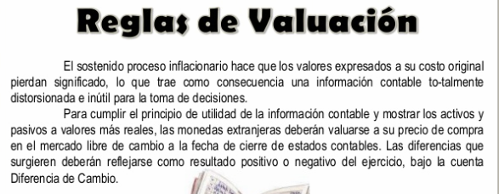 Reglas de Valuación
El sostenido proceso inflacionario hace que los valores expresados a su costo original
pierdan significado, lo que trae como consecuencia una información contable to-talmente
distorsionada e inútil para la toma de decisiones.
Para cumplir el principio de utilidad de la información contable y mostrar los activos y
pasivos a valores más reales, las monedas extranjeras deberán valuarse a su precio de compra
en el mercado libre de cambio a la fecha de cierre de estados contables. Las diferencias que
surgieren deberán reflejarse como resultado positivo o negativo del ejercicio, bajo la cuenta
Diferencia de Cambio.